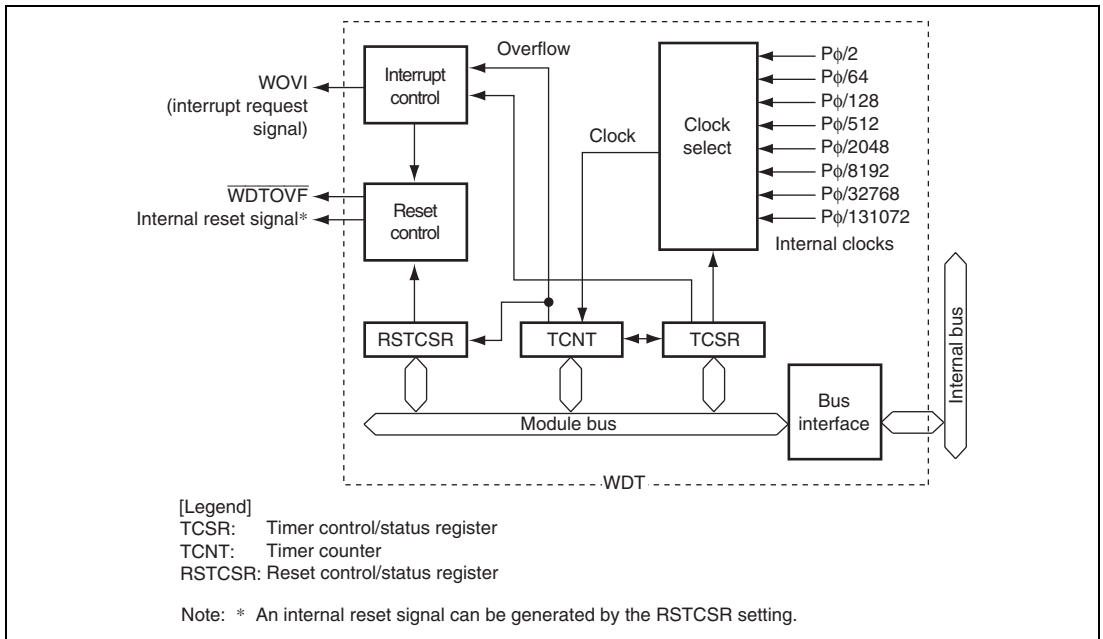 Overflow
Interrupt
control
WOVI
(interrupt request
signal)
Clock
Clock
select
Pϕ/2
Pϕ/64
Pϕ/128
Pϕ/512
Pϕ/2048
Pϕ/8192
Pϕ/32768
Pϕ/131072
Internal clocks
WDTOVF
Internal reset signal*
Reset
control
RSTCSR
TCNT
TCSR
Module bus
Bus
interface
Internal bus
WDT
[Legend]
TCSR: Timer control/status register
TCNT: Timer counter
RSTCSR: Reset control/status register
Note: * An internal reset signal can be generated by the RSTCSR setting.